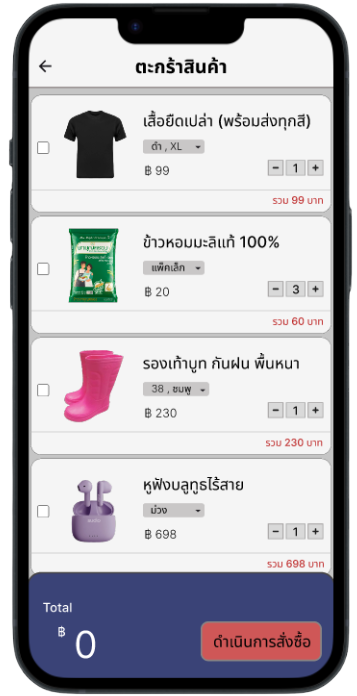 ตะกร้าสินค้า
เสื้อยืดเปล่า (พร้อมส่งทุกสี)
ดำ , XL
฿ 99
- 1 +
รวม 99 บาท
ข้าวหอมมะลิแท้ 100%
แพ็คเล็ก
฿ 20
- 3 +
รวม 60 บาท
รองเท้าบูท กันฝน พื้นหนา
38 , ชมพู
฿ 230
- 1 +
รวม 230 บาท
หูฟังบลูทูธไร้สาย
ม่วง
฿ 698
- 1 +
รวม 698 บาท
Total
฿ 0
ดำเนินการสั่งซื้อ